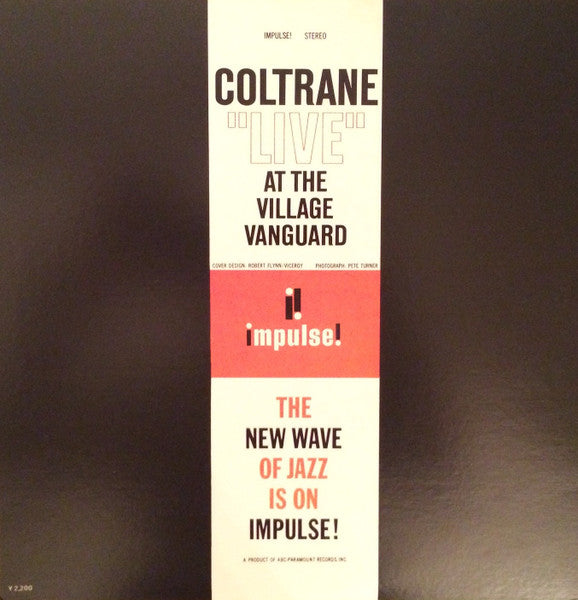 IMPULSE! STEREO
COLTRANE
"LIVE"
AT THE
VILLAGE
VANGUARD
COVER DESIGN: ROBERT FLYNN-VICEROY PHOTOGRAPH: PETE TURNER
i!
impulse!
THE
NEW WAVE
OF JAZZ
IS ON
IMPULSE!
A PRODUCT OF ABC-PARAMOUNT RECORDS, INC.
¥2,200